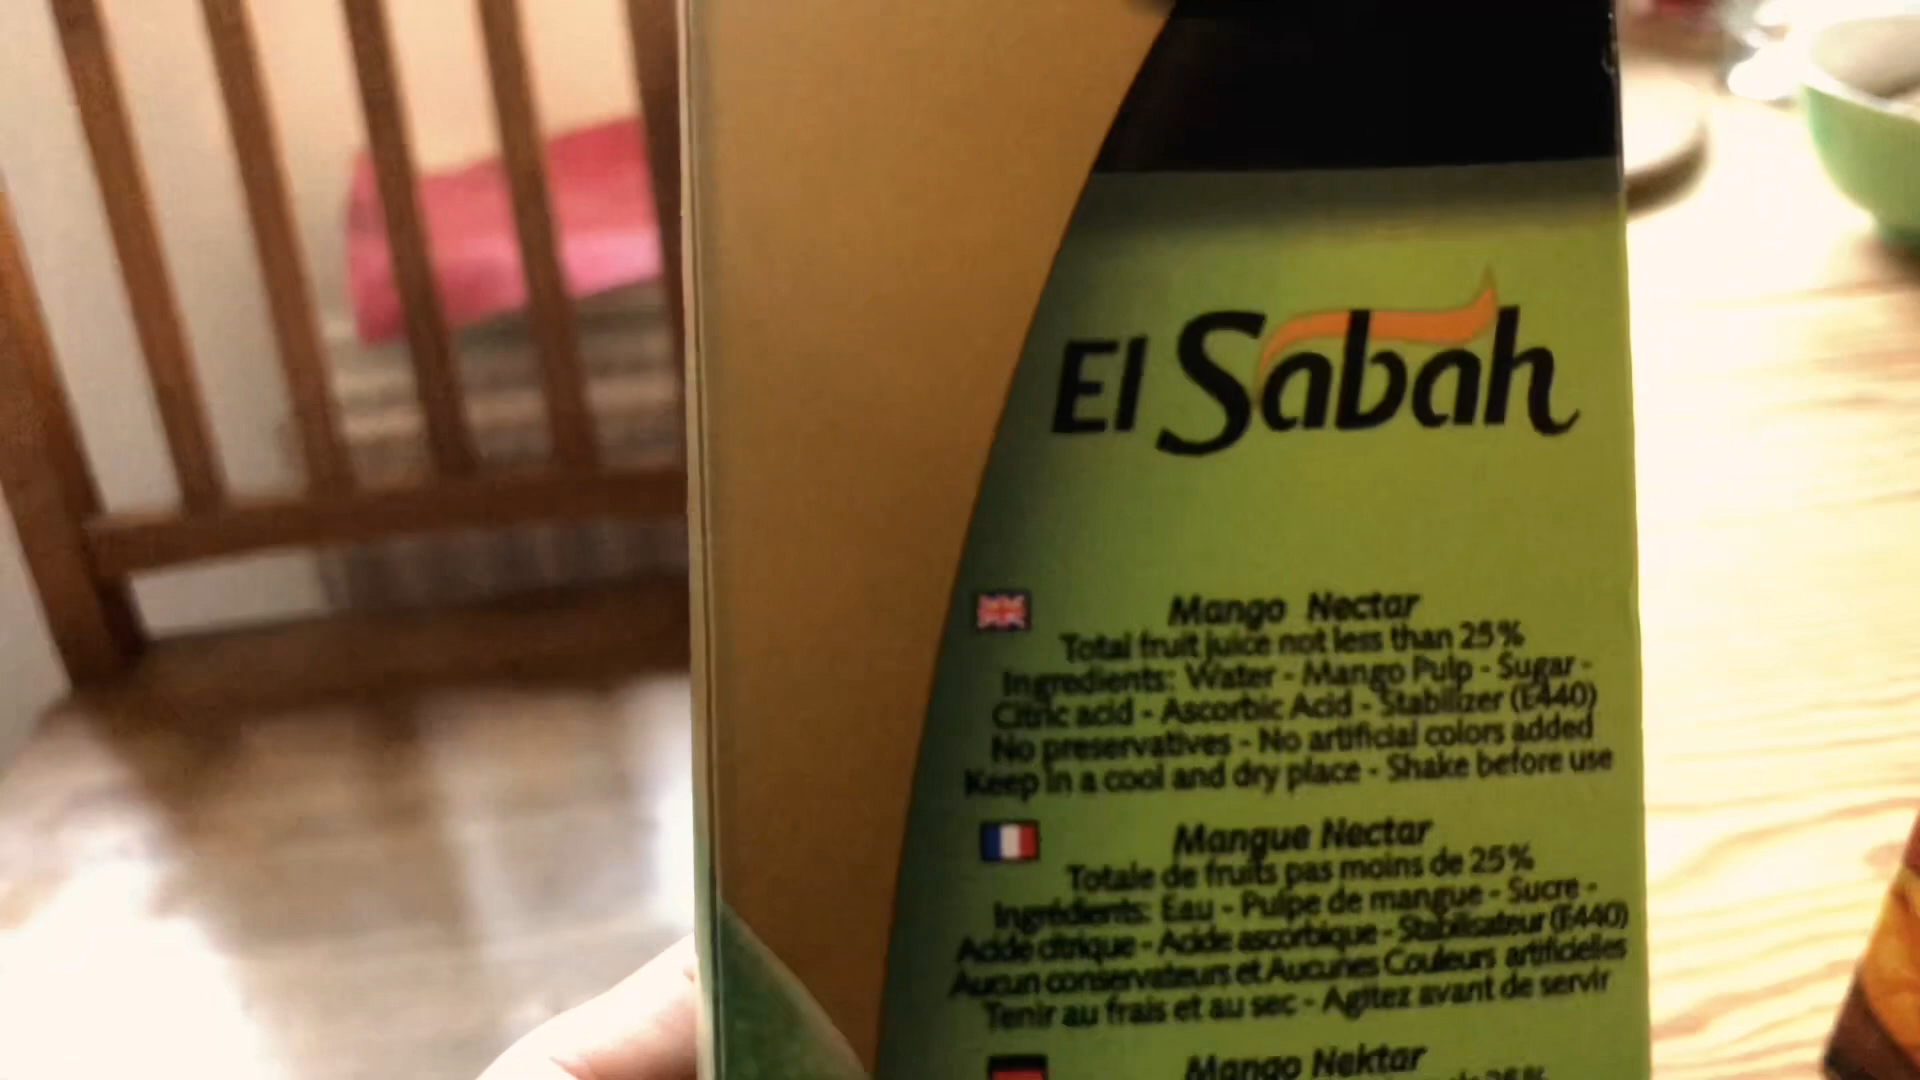 El Sabah
Mango Nectar
Total fruit juice not less than 25%
Ingredients: Water - Mango Pulp - Sugar -
Citric acid - Ascorbic Acid - Stabilizer (E440)
No preservatives - No artificial colors added
Keep in a cool and dry place - Shake before use
Mangue Nectar
Totale de fruits pas moins de 25%
Ingrédients: Eau - Pulpe de mangue - Sucre -
Acide citrique - Acide ascorbique - Stabilisateur (E440)
Aucun conservateurs et Aucunes Couleurs artificielles
Tenir au frais et au sec - Agitez avant de servir
Mango Nektar
25%